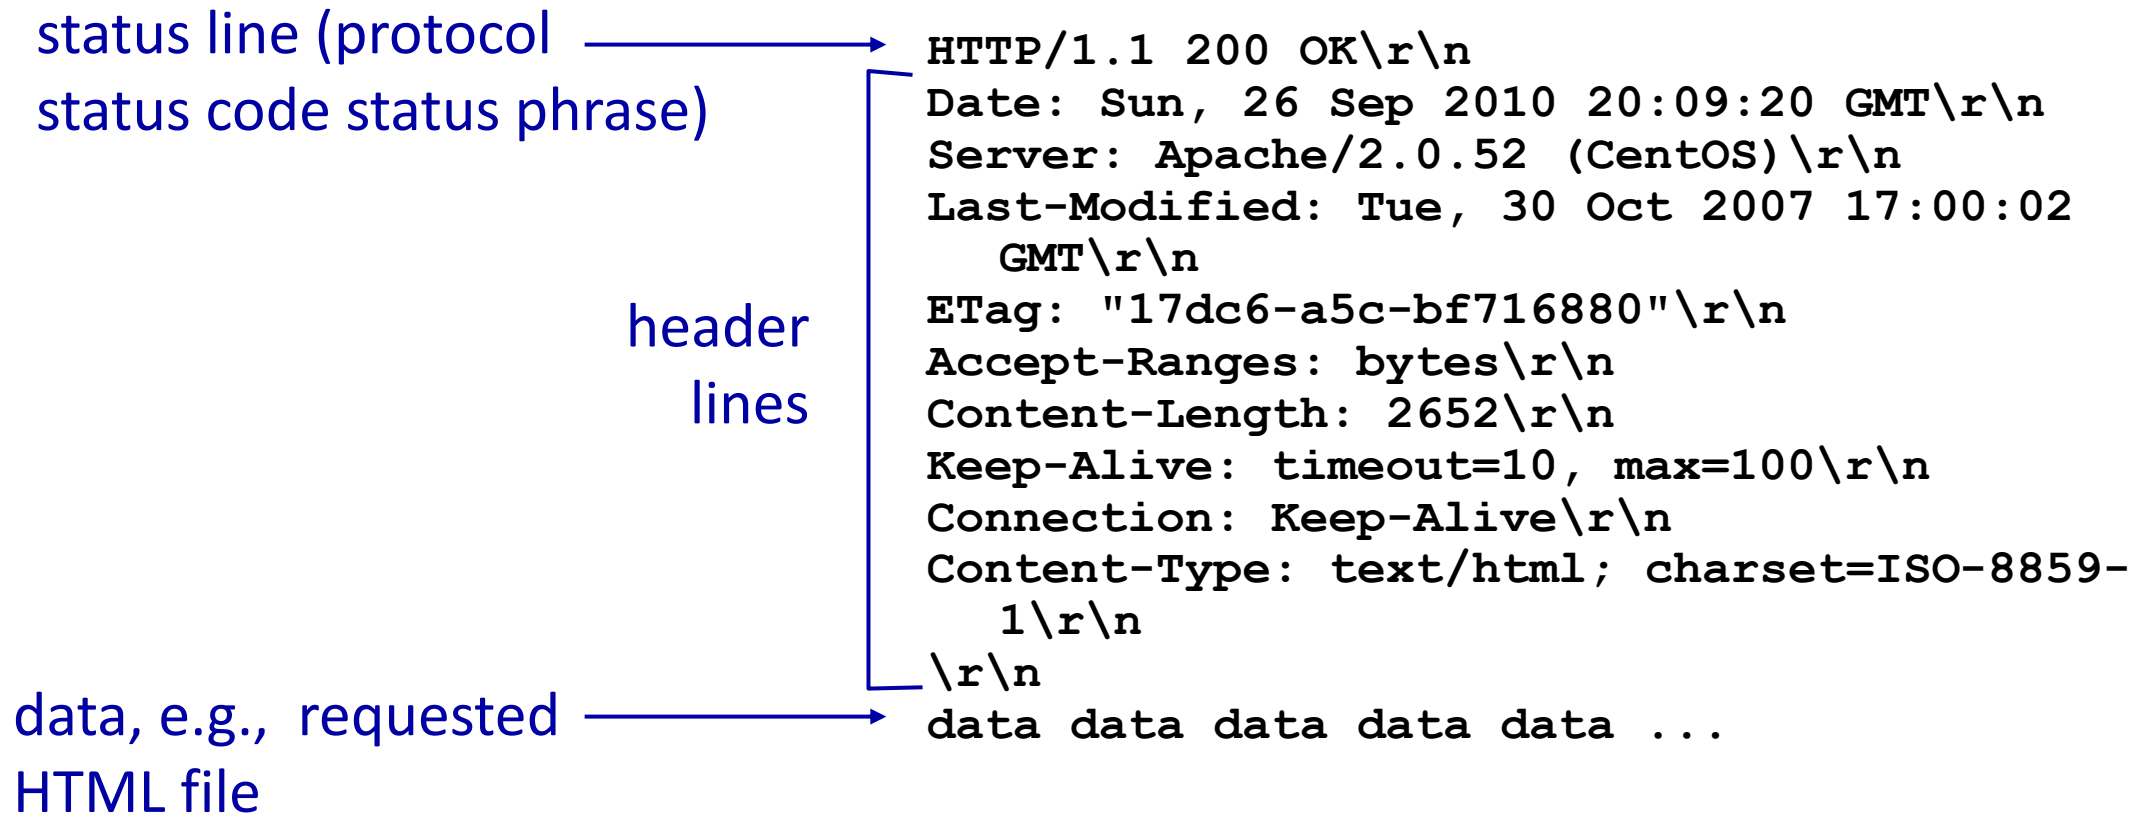 status line (protocol
status code status phrase)
HTTP/1.1 200 OK\r\n
Date: Sun, 26 Sep 2010 20:09:20 GMT\r\n
Server: Apache/2.0.52 (CentOS)\r\n
Last-Modified: Tue, 30 Oct 2007 17:00:02
GMT\r\n
ETag: "17dc6-a5c-bf716880"\r\n
Accept-Ranges: bytes\r\n
Content-Length: 2652\r\n
Keep-Alive: timeout=10, max=100\r\n
Connection: Keep-Alive\r\n
Content-Type: text/html; charset=ISO-8859-
1\r\n
\r\n
data data data data data ...
header
lines
data, e.g., requested
HTML file